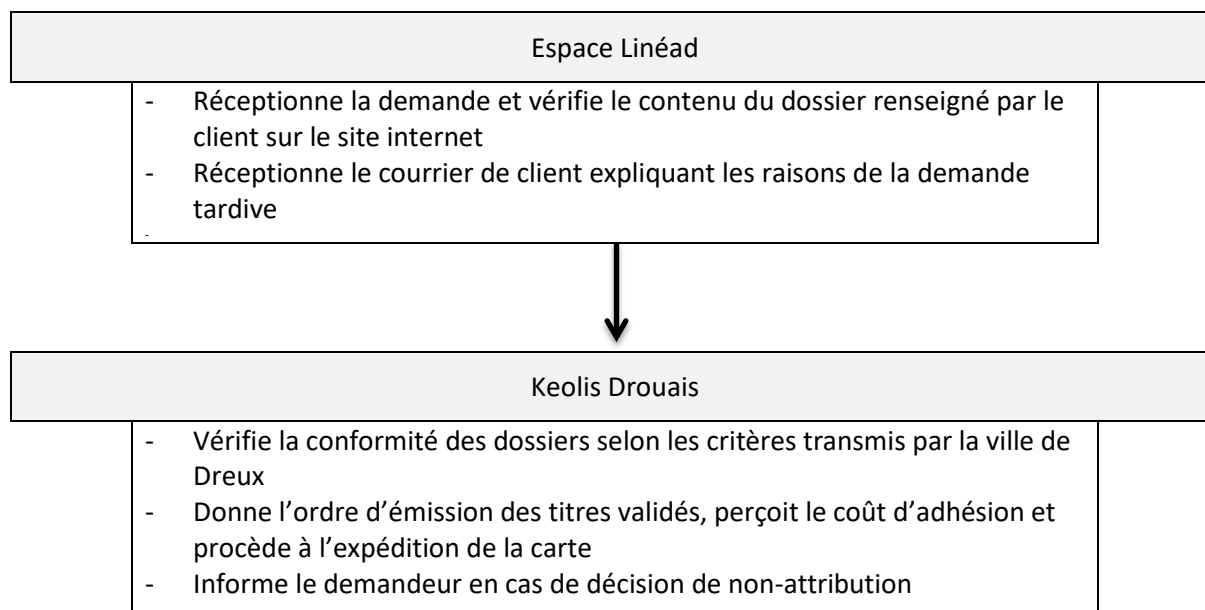 Espace Linéad
- Réceptionne la demande et vérifie le contenu du dossier renseigné par le
client sur le site internet
- Réceptionne le courrier de client expliquant les raisons de la demande
tardive
-
Keolis Drouais
- Vérifie la conformité des dossiers selon les critères transmis par la ville de
Dreux
- Donne l’ordre d’émission des titres validés, perçoit le coût d’adhésion et
procède à l’expédition de la carte
- Informe le demandeur en cas de décision de non-attribution